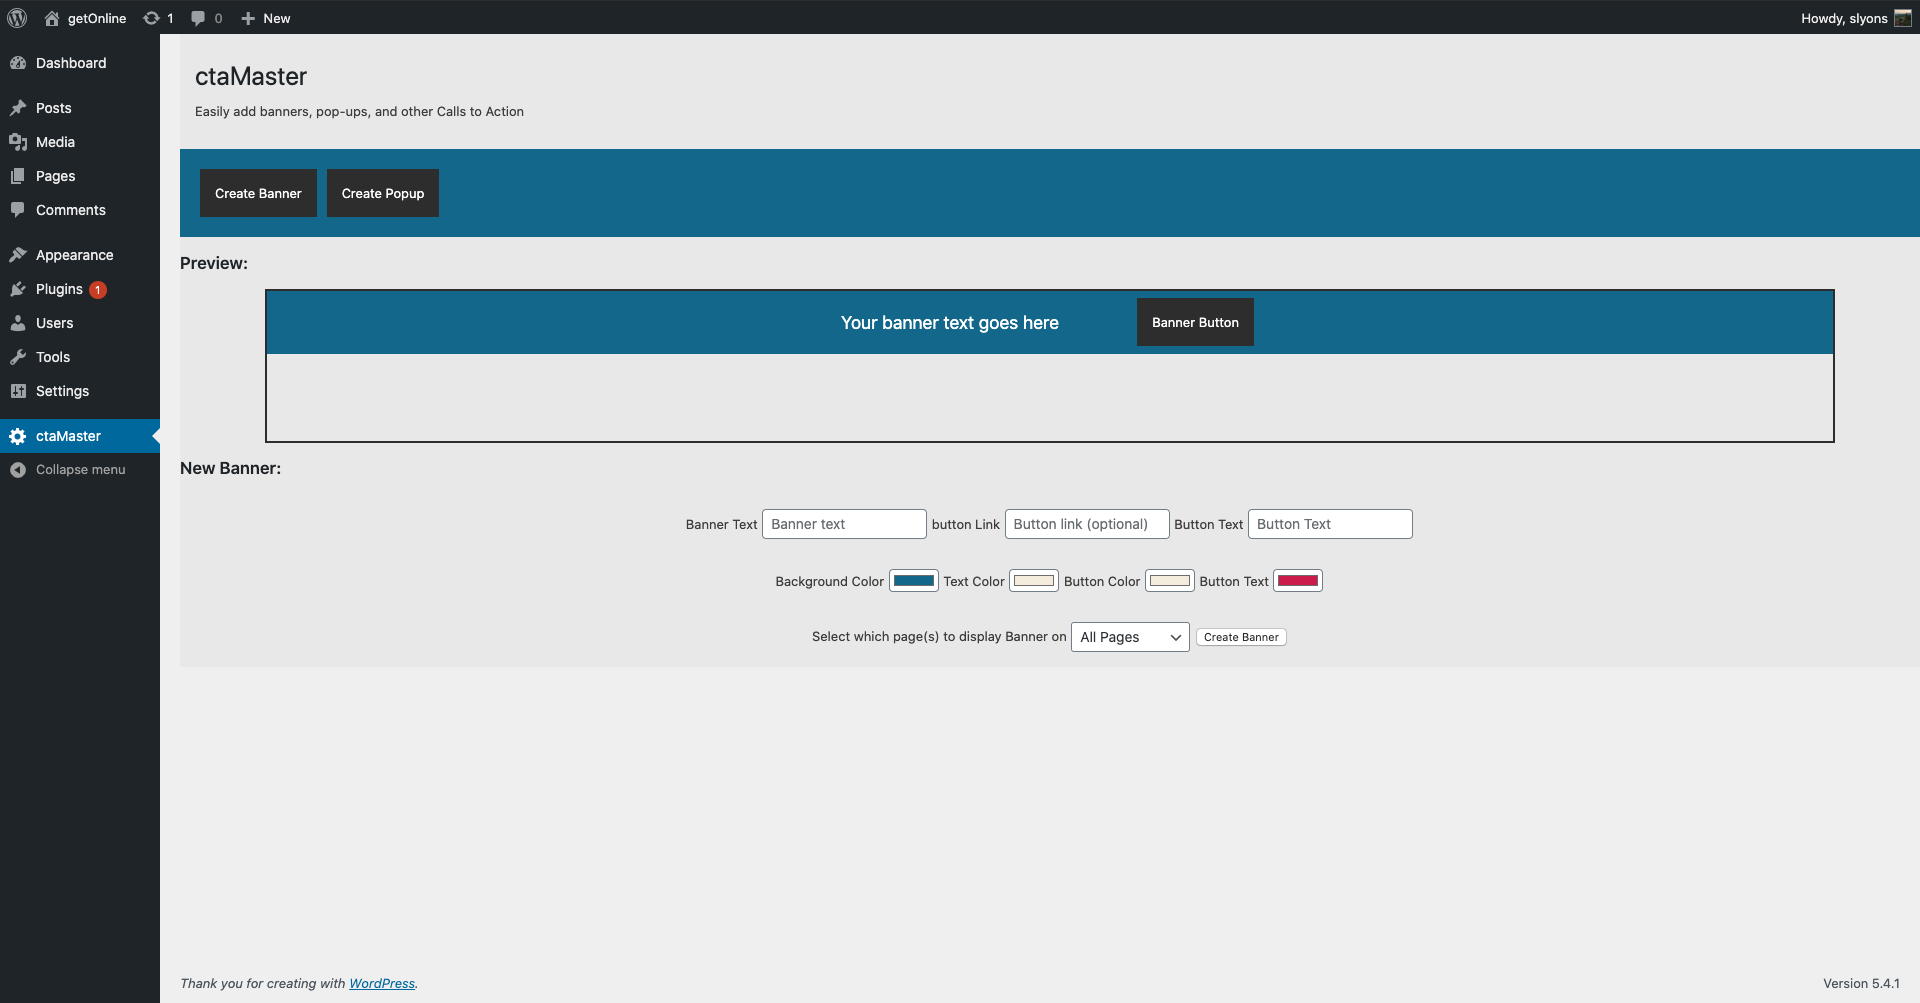 getOnline 1 0 New Howdy, slyons
Dashboard
Posts
Media
Pages
Comments
Appearance
Plugins 1
Users
Tools
Settings
ctaMaster
Collapse menu
ctaMaster
Easily add banners, pop-ups, and other Calls to Action
Create Banner Create Popup
Preview:
Your banner text goes here Banner Button
New Banner:
Banner Text Banner text button Link Button link (optional) Button Text Button Text
Background Color Text Color Button Color Button Text
Select which page(s) to display Banner on All Pages Create Banner
Thank you for creating with WordPress. Version 5.4.1